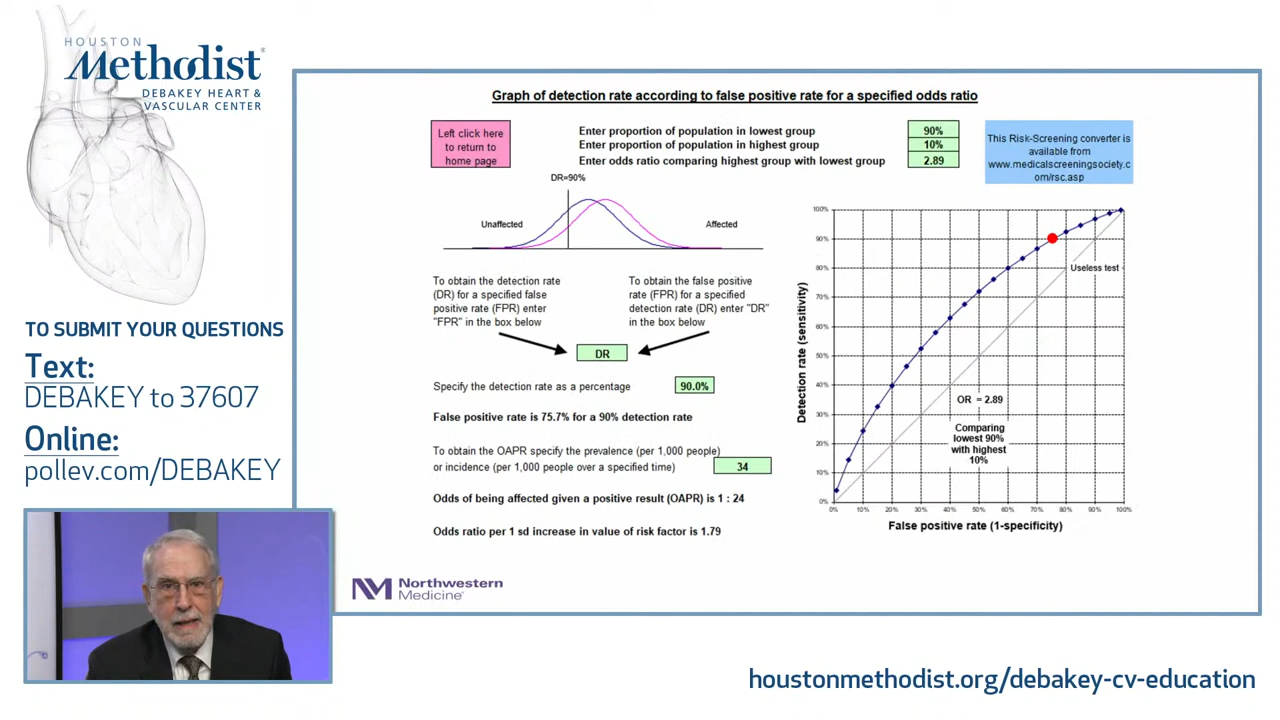 HOUSTON
Methodist®
DEBAKEY HEART &
VASCULAR CENTER
TO SUBMIT YOUR QUESTIONS
Text:
DEBAKEY to 37607
Online:
pollev.com/DEBAKEY
Graph of detection rate according to false positive rate for a specified odds ratio
Left click here
to return to
home page
Enter proportion of population in lowest group 90%
Enter proportion of population in highest group 10%
Enter odds ratio comparing highest group with lowest group 2.89
This Risk-Screening converter is
available from
www.medicalscreeningsociety.c
om/rsc.asp
DR=90%
Unaffected
Affected
To obtain the detection rate
(DR) for a specified false
positive rate (FPR) enter
"FPR" in the box below
To obtain the false positive
rate (FPR) for a specified
detection rate (DR) enter "DR"
in the box below
DR
Specify the detection rate as a percentage 90.0%
False positive rate is 75.7% for a 90% detection rate
To obtain the OAPR specify the prevalence (per 1,000 people)
or incidence (per 1,000 people over a specified time) 34
Odds of being affected given a positive result (OAPR) is 1 : 24
Odds ratio per 1 sd increase in value of risk factor is 1.79
Detection rate (sensitivity)
100%
90%
80%
70%
60%
50%
40%
30%
20%
10%
0%
Useless test
OR = 2.89
Comparing
lowest 90%
with highest
10%
0% 10% 20% 30% 40% 50% 60% 70% 80% 90% 100%
False positive rate (1-specificity)
NM Northwestern
Medicine®
houstonmethodist.org/debakey-cv-education